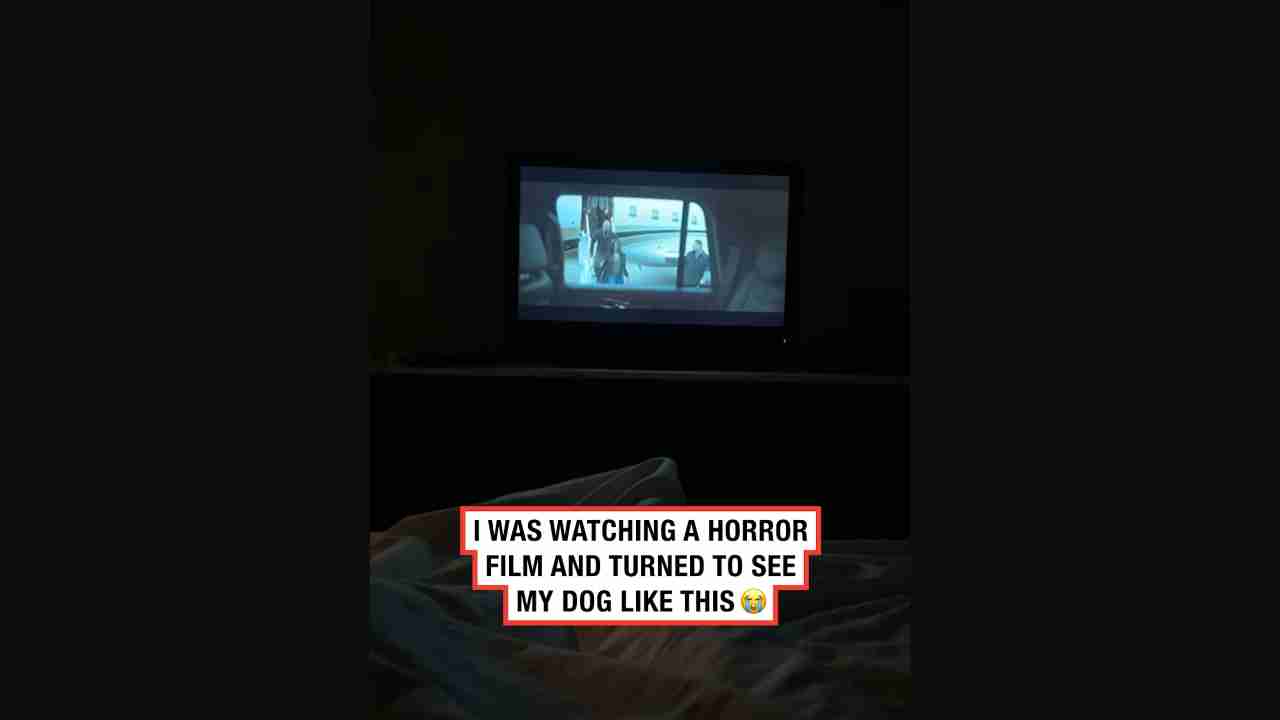 I WAS WATCHING A HORROR
FILM AND TURNED TO SEE
MY DOG LIKE THIS 😭